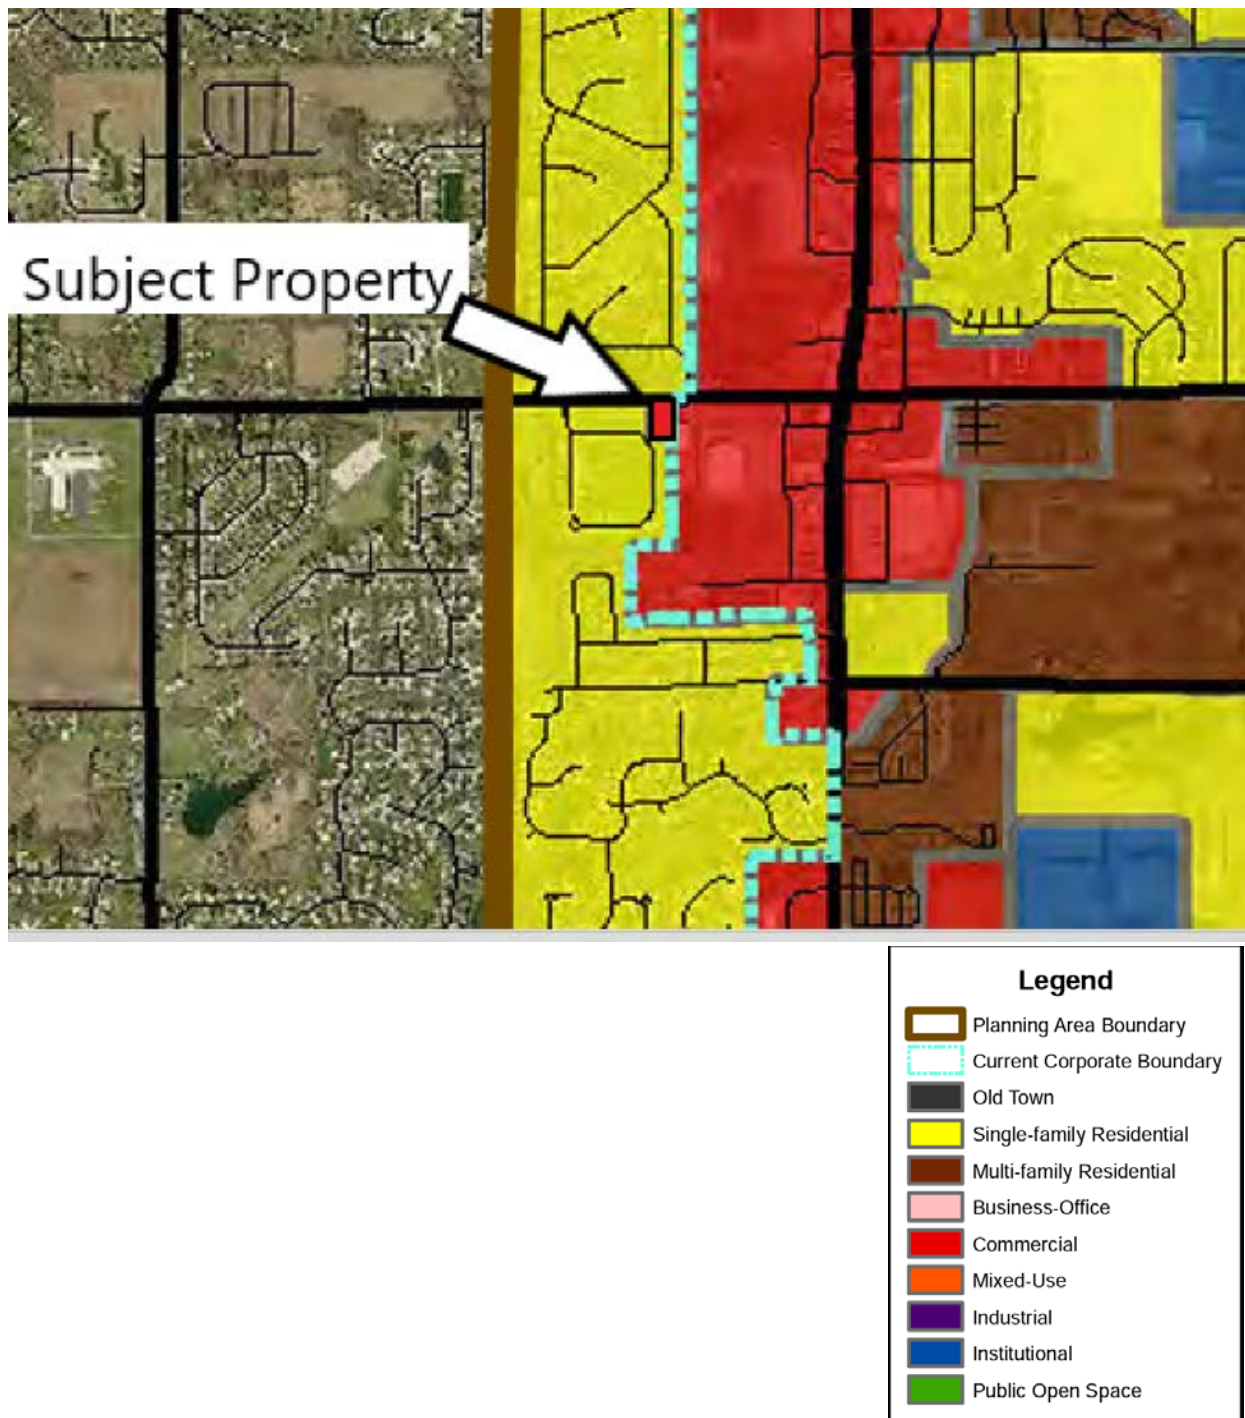 Subject Property
Legend
Planning Area Boundary
Current Corporate Boundary
Old Town
Single-family Residential
Multi-family Residential
Business-Office
Commercial
Mixed-Use
Industrial
Institutional
Public Open Space